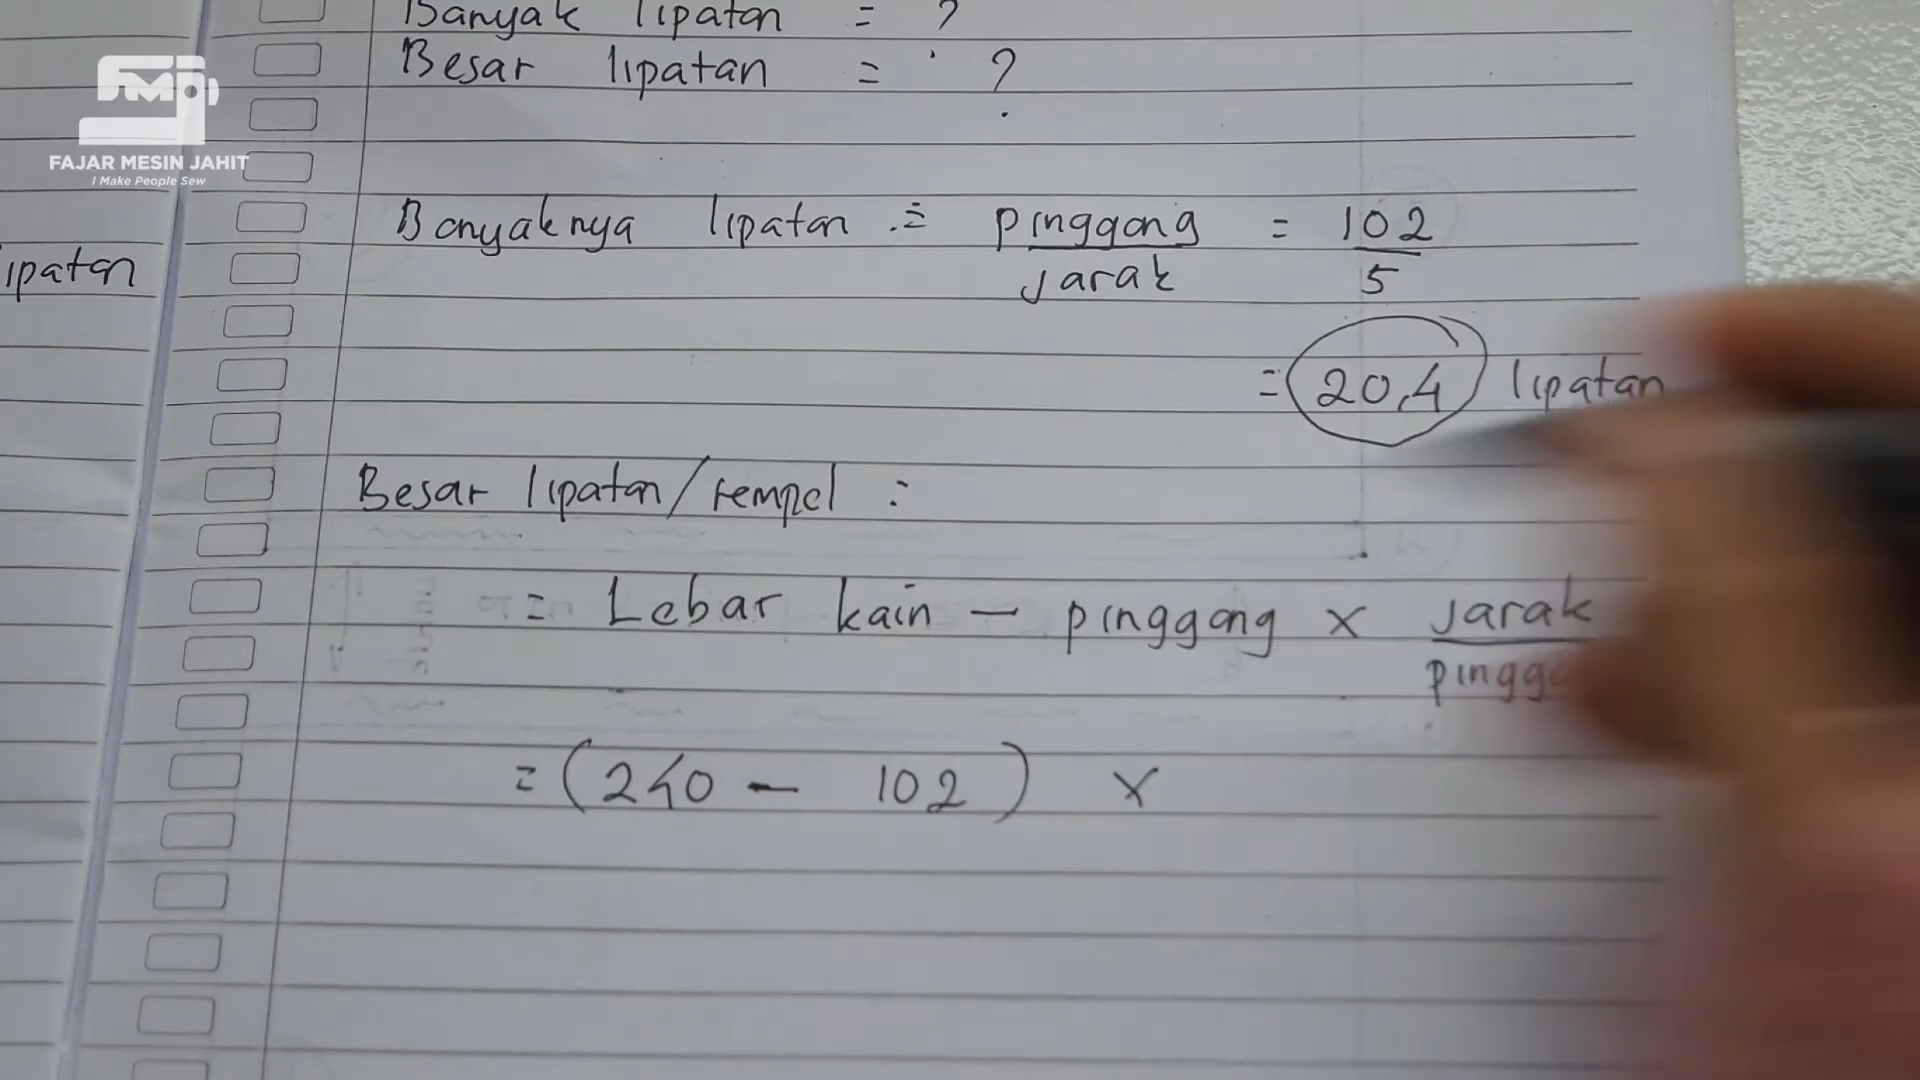 Banyak lipatan = ?
Besar lipatan = ?
FAJAR MESIN JAHIT
I Make People Sew
Banyaknya lipatan := pinggang = 102
jarak 5
lipatan
= 20,4 lipatan
Besar lipatan/rempel :
= Lebar kain - pinggang x jarak
= (240 - 102) x